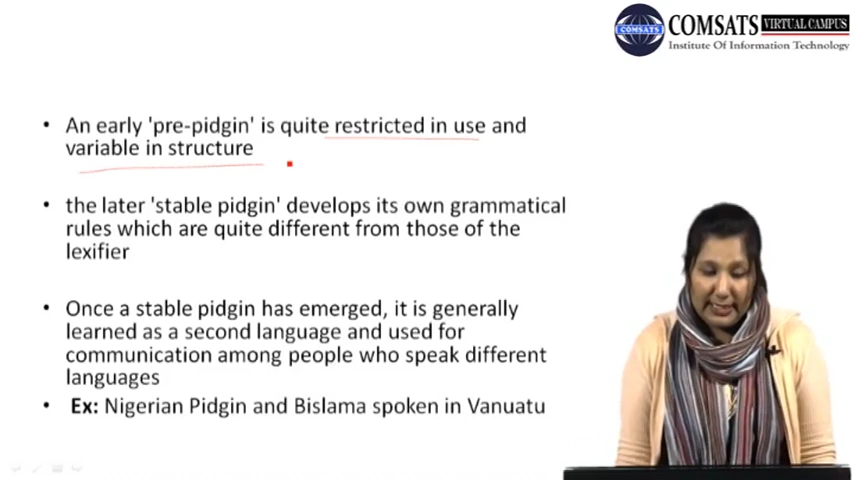 COMSATS
COMSATS VIRTUAL CAMPUS
Institute Of Information Technology
• An early 'pre-pidgin' is quite restricted in use and
variable in structure
• the later 'stable pidgin' develops its own grammatical
rules which are quite different from those of the
lexifier
• Once a stable pidgin has emerged, it is generally
learned as a second language and used for
communication among people who speak different
languages
• Ex: Nigerian Pidgin and Bislama spoken in Vanuatu